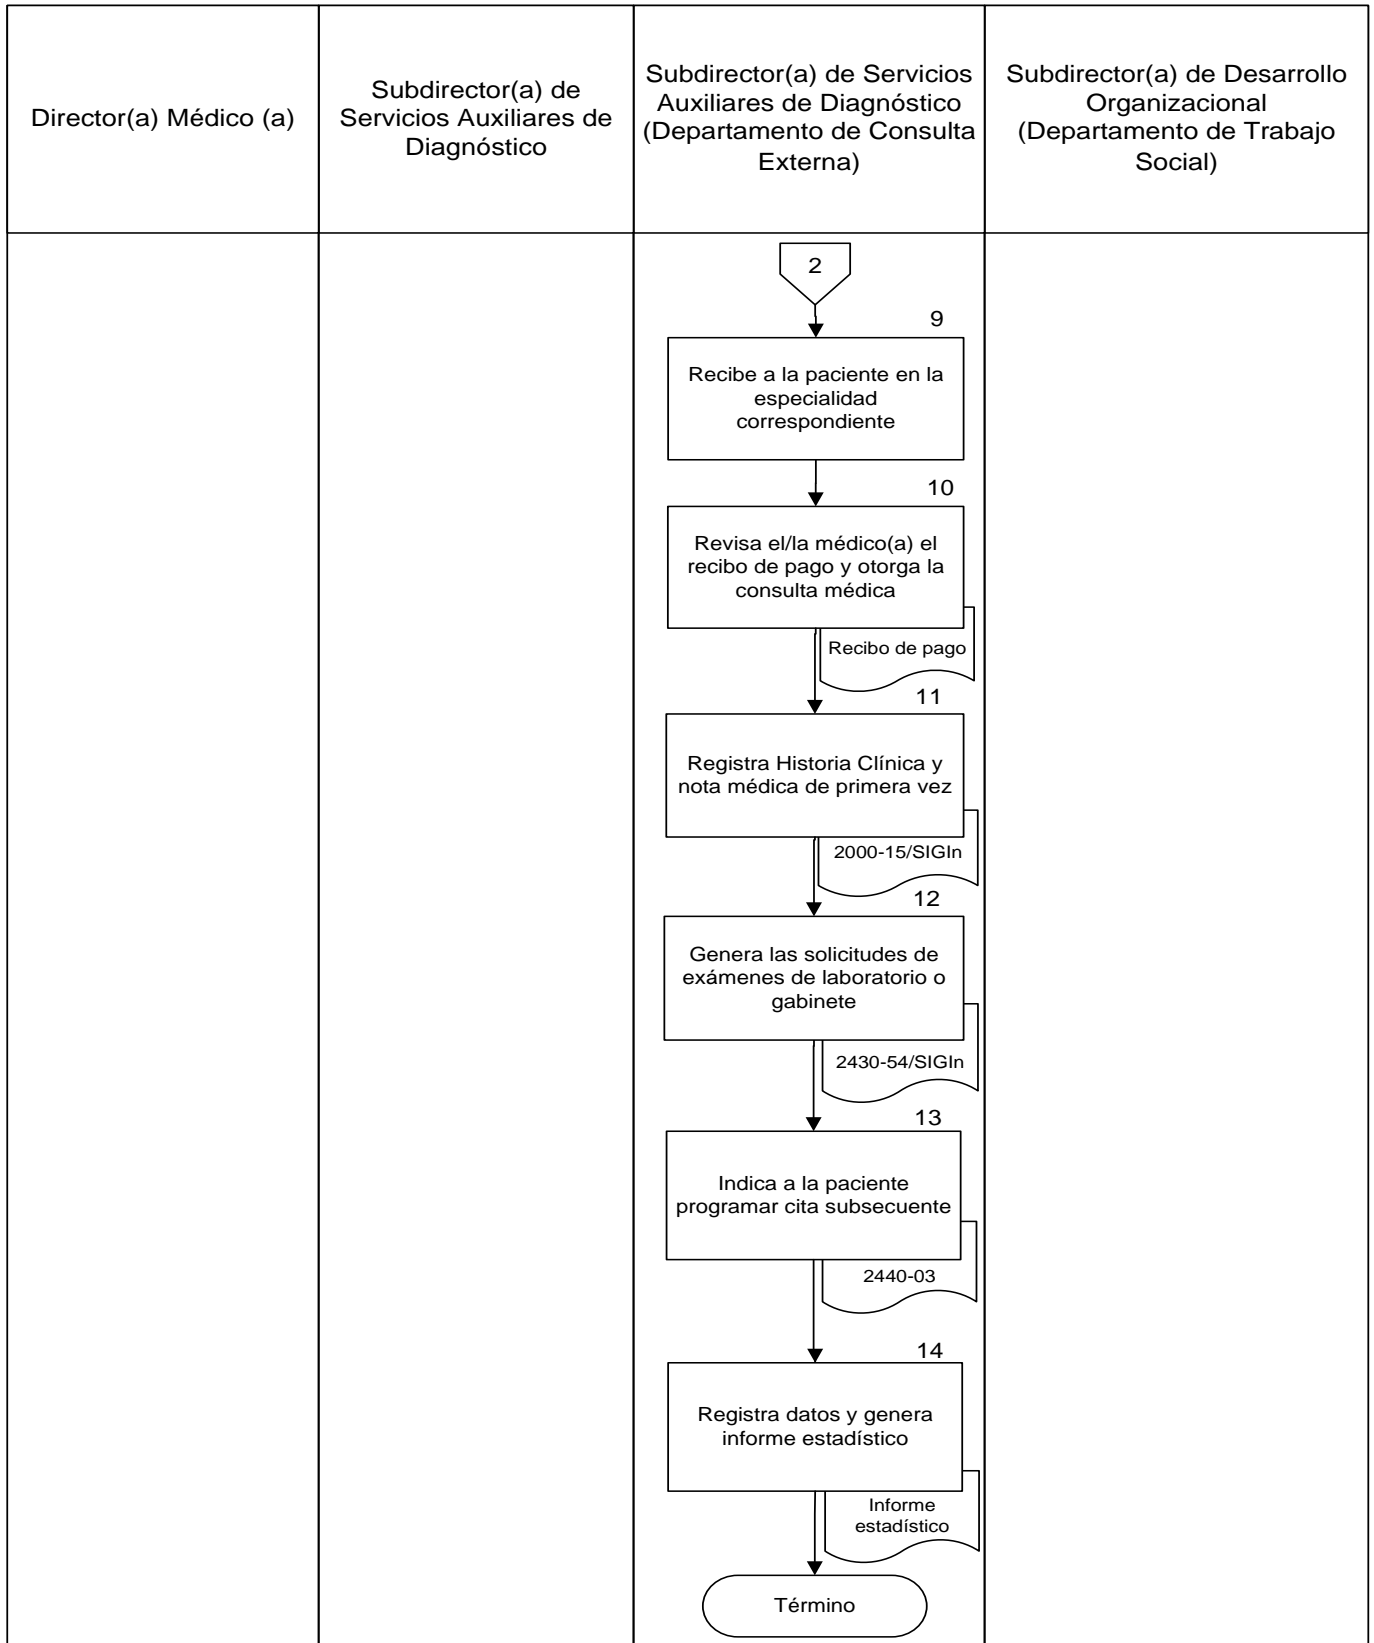 Director(a) Médico (a)
Subdirector(a) de
Servicios Auxiliares de
Diagnóstico
Subdirector(a) de Servicios
Auxiliares de Diagnóstico
(Departamento de Consulta
Externa)
Subdirector(a) de Desarrollo
Organizacional
(Departamento de Trabajo
Social)
2
9
Recibe a la paciente en la
especialidad
correspondiente
10
Revisa el/la médico(a) el
recibo de pago y otorga la
consulta médica
Recibo de pago
11
Registra Historia Clínica y
nota médica de primera vez
2000-15/SIGIn
12
Genera las solicitudes de
exámenes de laboratorio o
gabinete
2430-54/SIGIn
13
Indica a la paciente
programar cita subsecuente
2440-03
14
Registra datos y genera
informe estadístico
Informe
estadístico
Término